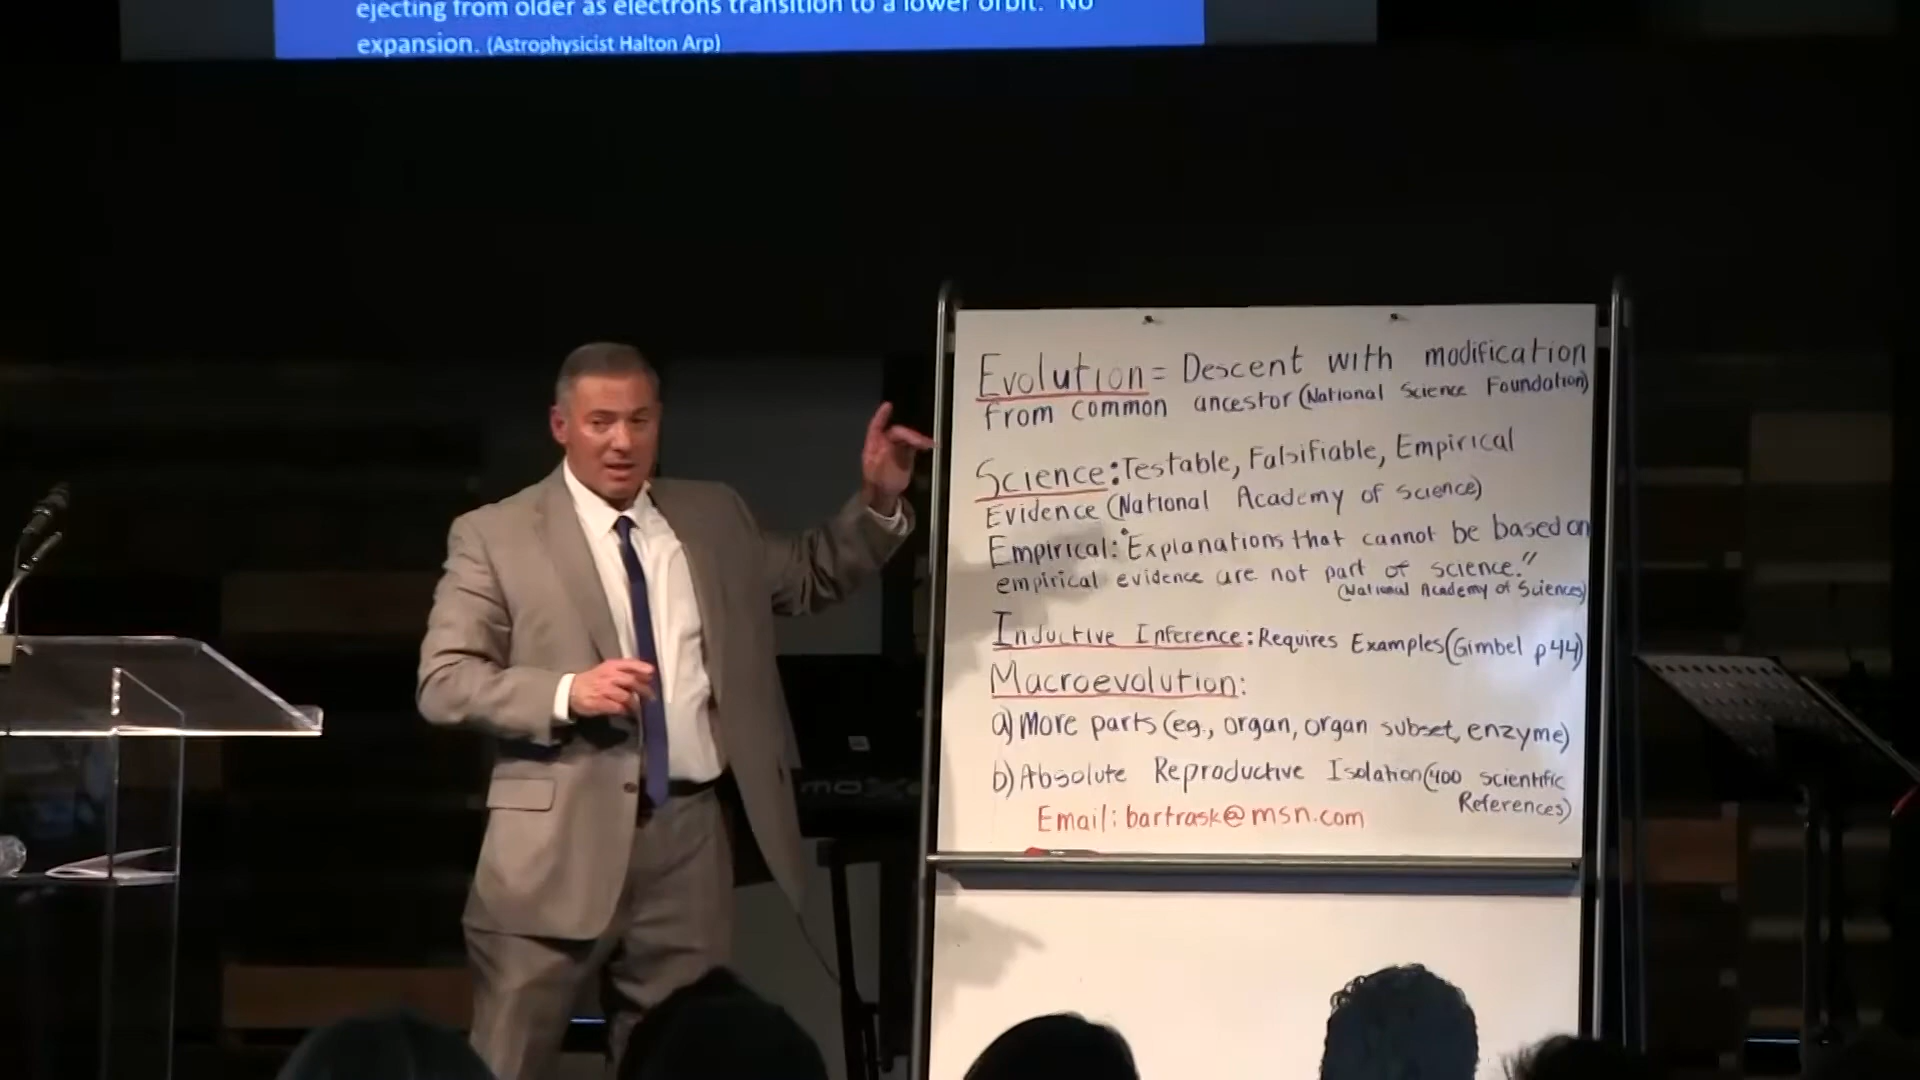 ejecting from older as electrons transition to a lower orbit. No
expansion. (Astrophysicist Halton Arp)
Evolution = Descent with modification
from common ancestor (National Science Foundation)
Science: Testable, Falsifiable, Empirical
Evidence (National Academy of Science)
Empirical: "Explanations that cannot be based on
empirical evidence are not part of science."
(National Academy of Sciences)
Inductive Inference: Requires Examples (Gimbel p44)
Macroevolution:
a) More parts (eg., organ, organ subset, enzyme)
b) Absolute Reproductive Isolation (400 scientific
References)
Email: bartrask@msn.com